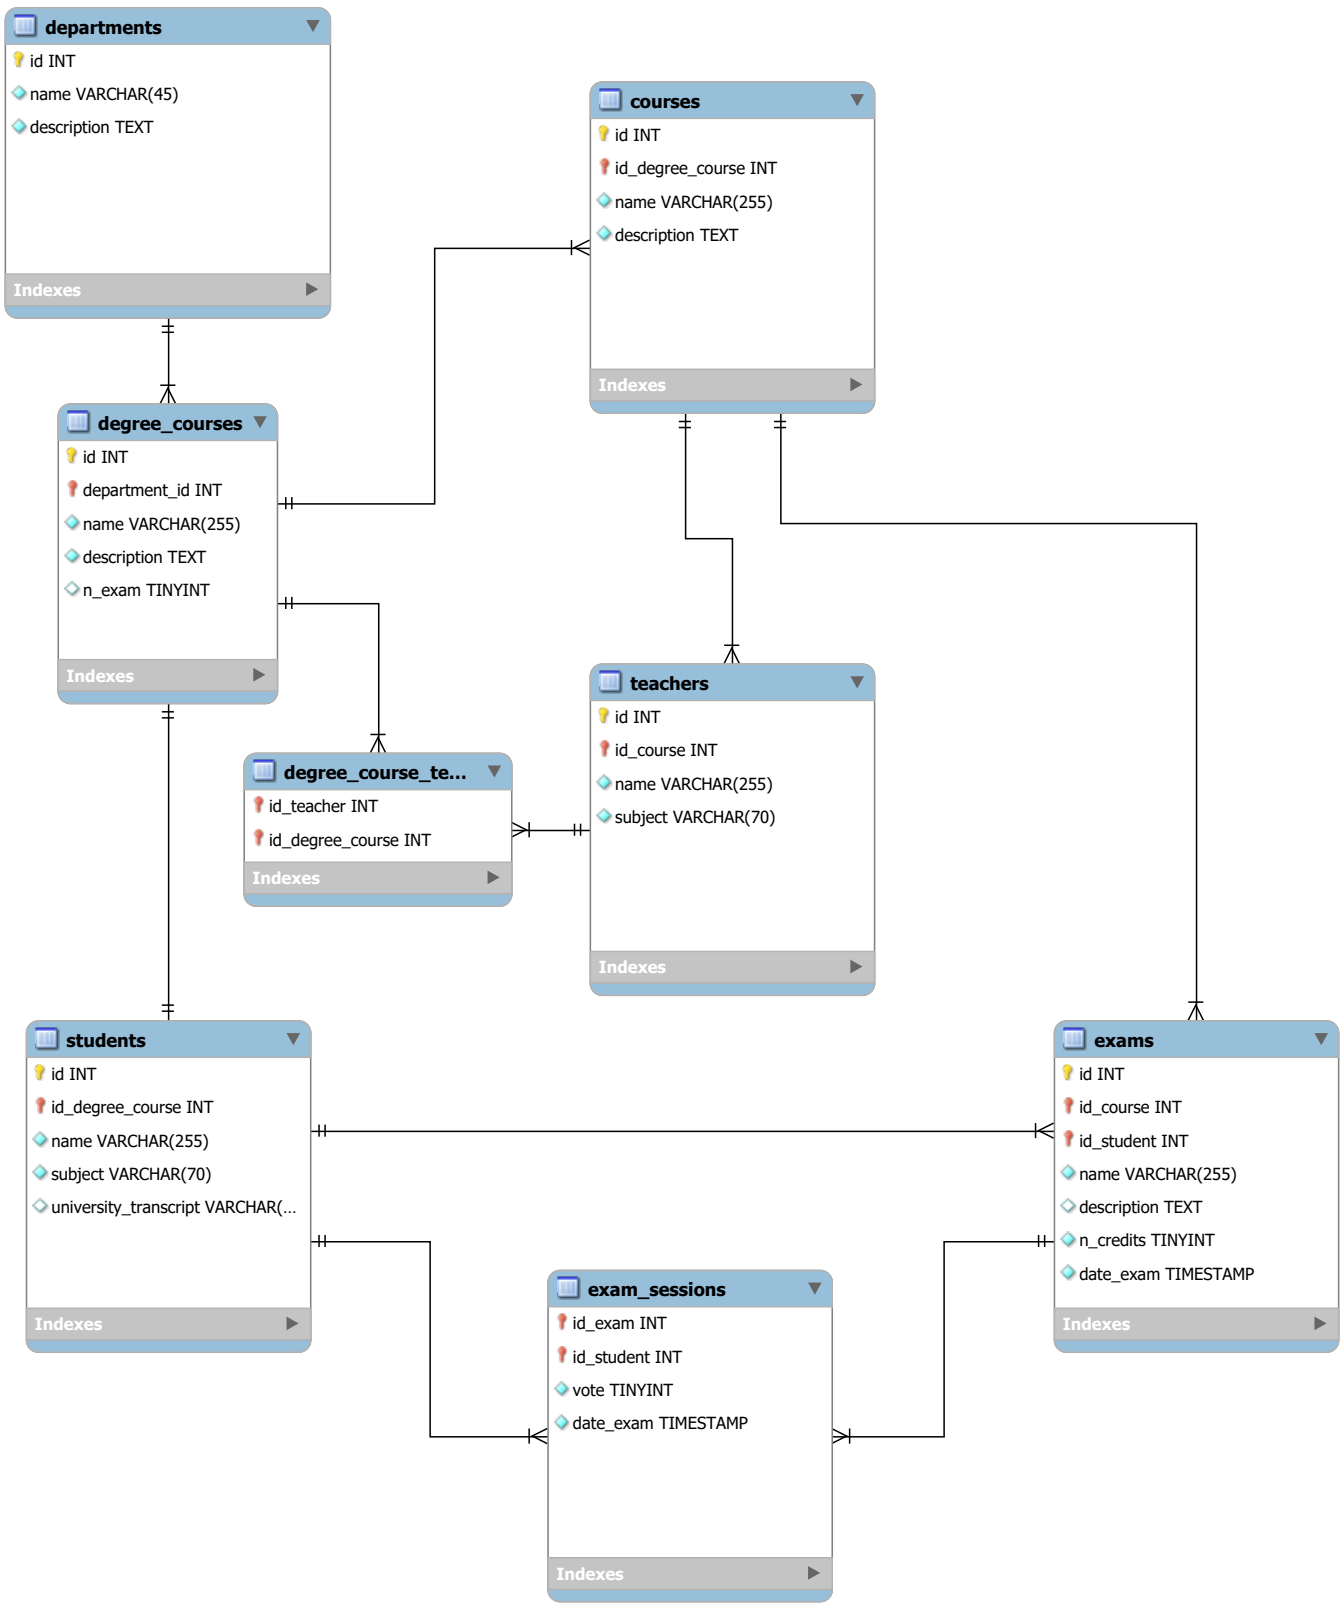 departments
id INT
name VARCHAR(45)
description TEXT
Indexes
courses
id INT
id_degree_course INT
name VARCHAR(255)
description TEXT
Indexes
degree_courses
id INT
department_id INT
name VARCHAR(255)
description TEXT
n_exam TINYINT
Indexes
teachers
id INT
id_course INT
name VARCHAR(255)
subject VARCHAR(70)
Indexes
degree_course_te...
id_teacher INT
id_degree_course INT
Indexes
students
id INT
id_degree_course INT
name VARCHAR(255)
subject VARCHAR(70)
university_transcript VARCHAR(...
Indexes
exams
id INT
id_course INT
id_student INT
name VARCHAR(255)
description TEXT
n_credits TINYINT
date_exam TIMESTAMP
Indexes
exam_sessions
id_exam INT
id_student INT
vote TINYINT
date_exam TIMESTAMP
Indexes